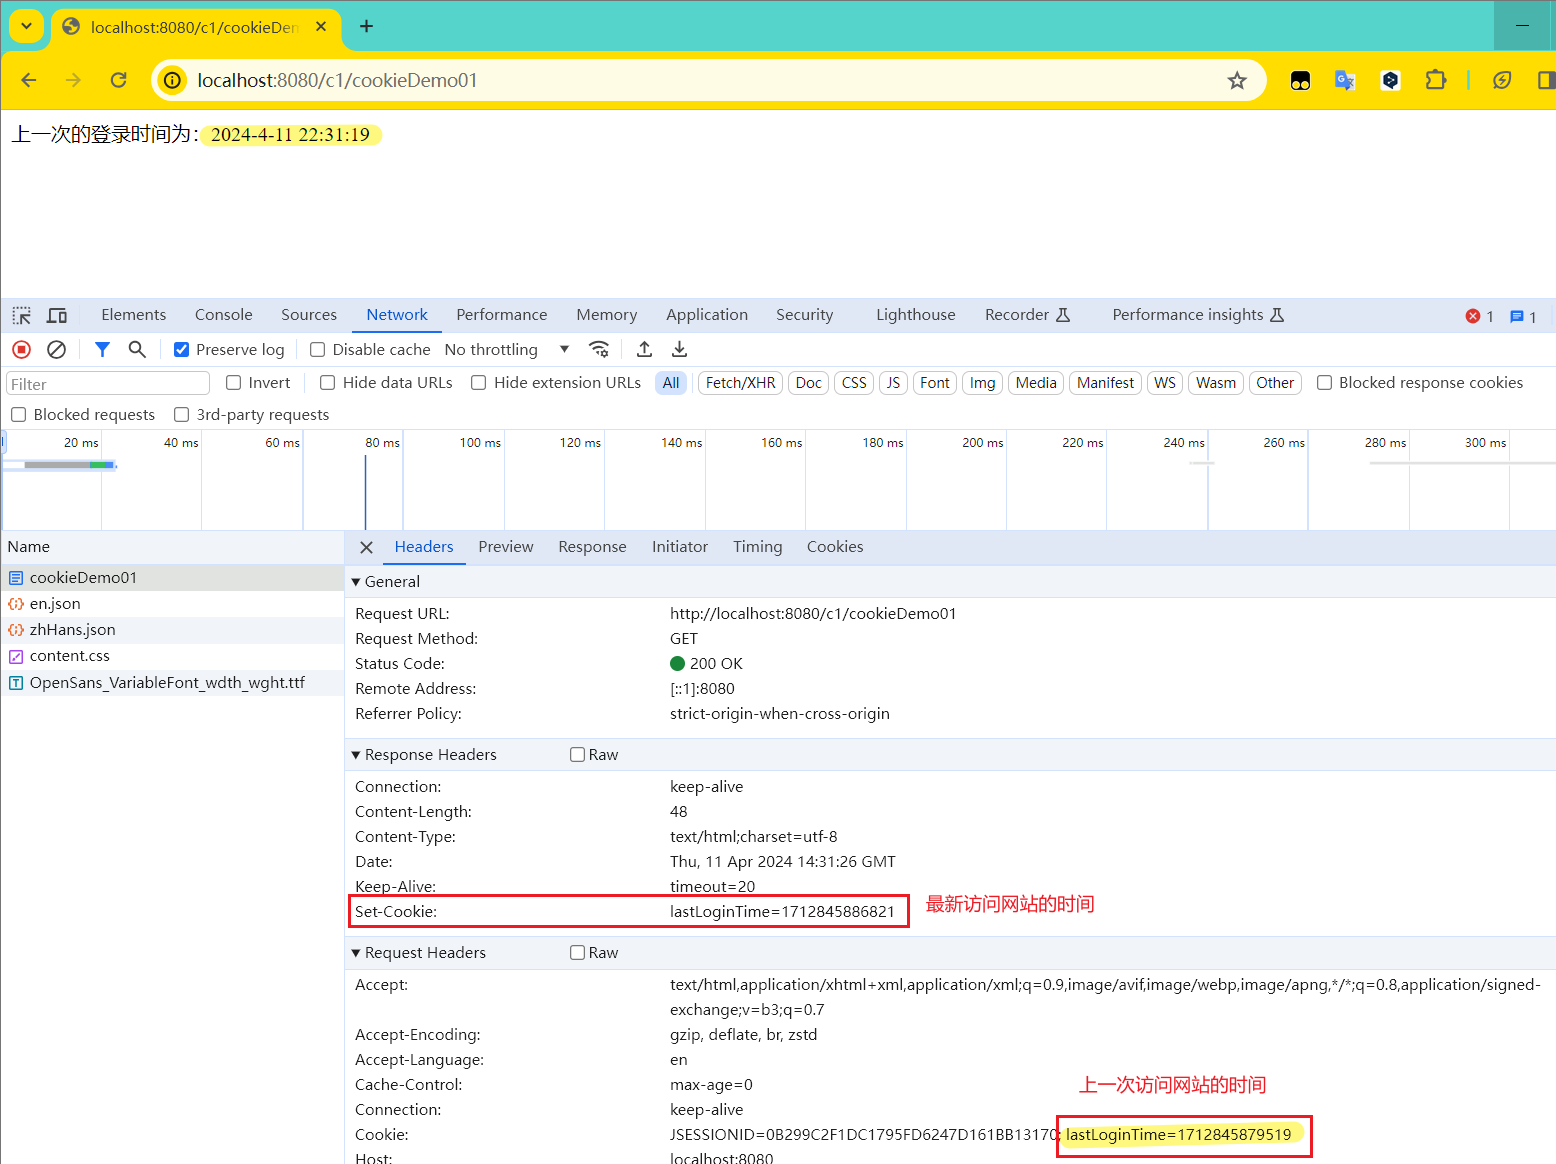 localhost:8080/c1/cookieDem
localhost:8080/c1/cookieDemo01
上一次的登录时间为：2024-4-11 22:31:19
Elements Console Sources Network Performance Memory Application Security Lighthouse Recorder Performance insights 1 1
Preserve log Disable cache No throttling
Filter Invert Hide data URLs Hide extension URLs All Fetch/XHR Doc CSS JS Font Img Media Manifest WS Wasm Other Blocked response cookies
Blocked requests 3rd-party requests
20 ms 40 ms 60 ms 80 ms 100 ms 120 ms 140 ms 160 ms 180 ms 200 ms 220 ms 240 ms 260 ms 280 ms 300 ms
Name
cookieDemo01
en.json
zhHans.json
content.css
OpenSans_VariableFont_wdth_wght.ttf
Headers Preview Response Initiator Timing Cookies
General
Request URL: http://localhost:8080/c1/cookieDemo01
Request Method: GET
Status Code: 200 OK
Remote Address: [::1]:8080
Referrer Policy: strict-origin-when-cross-origin
Response Headers Raw
Connection: keep-alive
Content-Length: 48
Content-Type: text/html;charset=utf-8
Date: Thu, 11 Apr 2024 14:31:26 GMT
Keep-Alive: timeout=20
Set-Cookie: lastLoginTime=1712845886821 最新访问网站的时间
Request Headers Raw
Accept: text/html,application/xhtml+xml,application/xml;q=0.9,image/avif,image/webp,image/apng,*/*;q=0.8,application/signed-
exchange;v=b3;q=0.7
Accept-Encoding: gzip, deflate, br, zstd
Accept-Language: en
Cache-Control: max-age=0
上一次访问网站的时间
Connection: keep-alive
Cookie: JSESSIONID=0B299C2F1DC1795FD6247D161BB13170; lastLoginTime=1712845879519
Host: localhost:8080